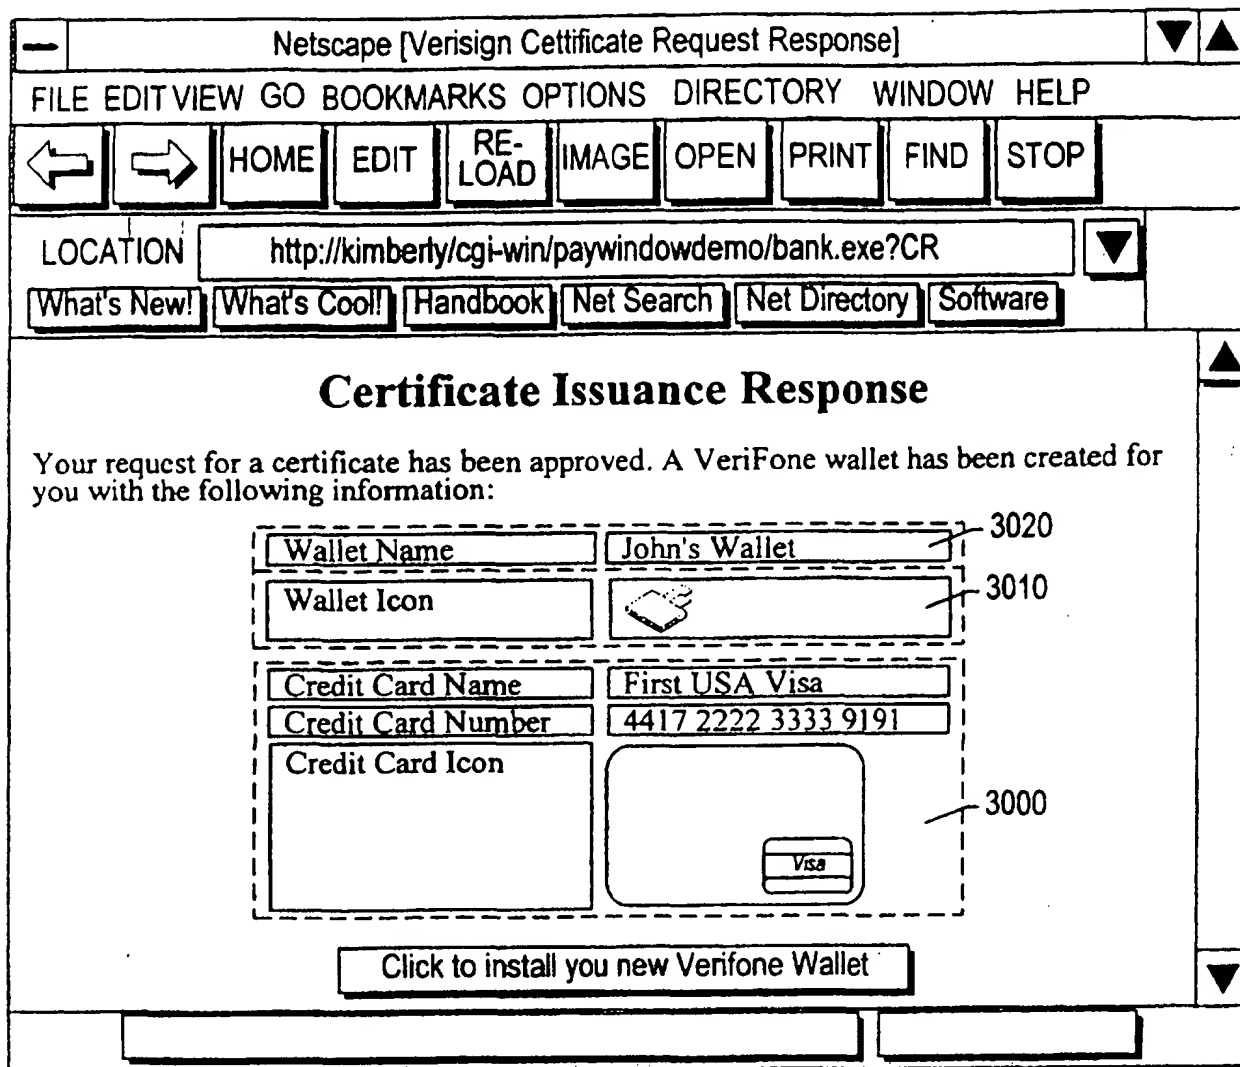 Netscape [Verisign Cettificate Request Response]
FILE EDIT VIEW GO BOOKMARKS OPTIONS DIRECTORY WINDOW HELP
HOME EDIT RE-LOAD IMAGE OPEN PRINT FIND STOP
LOCATION http://kimberly/cgi-win/paywindowdemo/bank.exe?CR
What's New! What's Cool! Handbook Net Search Net Directory Software
Certificate Issuance Response
Your request for a certificate has been approved. A VeriFone wallet has been created for
you with the following information:
Wallet Name John's Wallet 3020
Wallet Icon 3010
Credit Card Name First USA Visa
Credit Card Number 4417 2222 3333 9191
Credit Card Icon
3000
Visa
Click to install you new Verifone Wallet